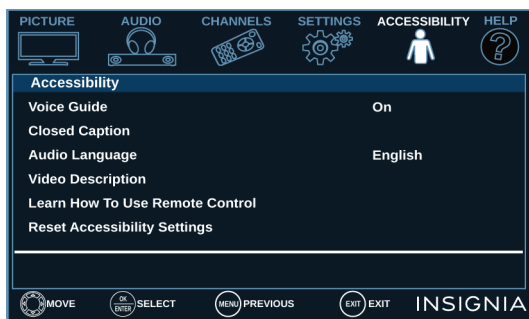 PICTURE AUDIO CHANNELS SETTINGS ACCESSIBILITY HELP
?
Accessibility
Voice Guide On
Closed Caption
Audio Language English
Video Description
Learn How To Use Remote Control
Reset Accessibility Settings
MOVE OK ENTER SELECT MENU PREVIOUS EXIT EXIT INSIGNIA